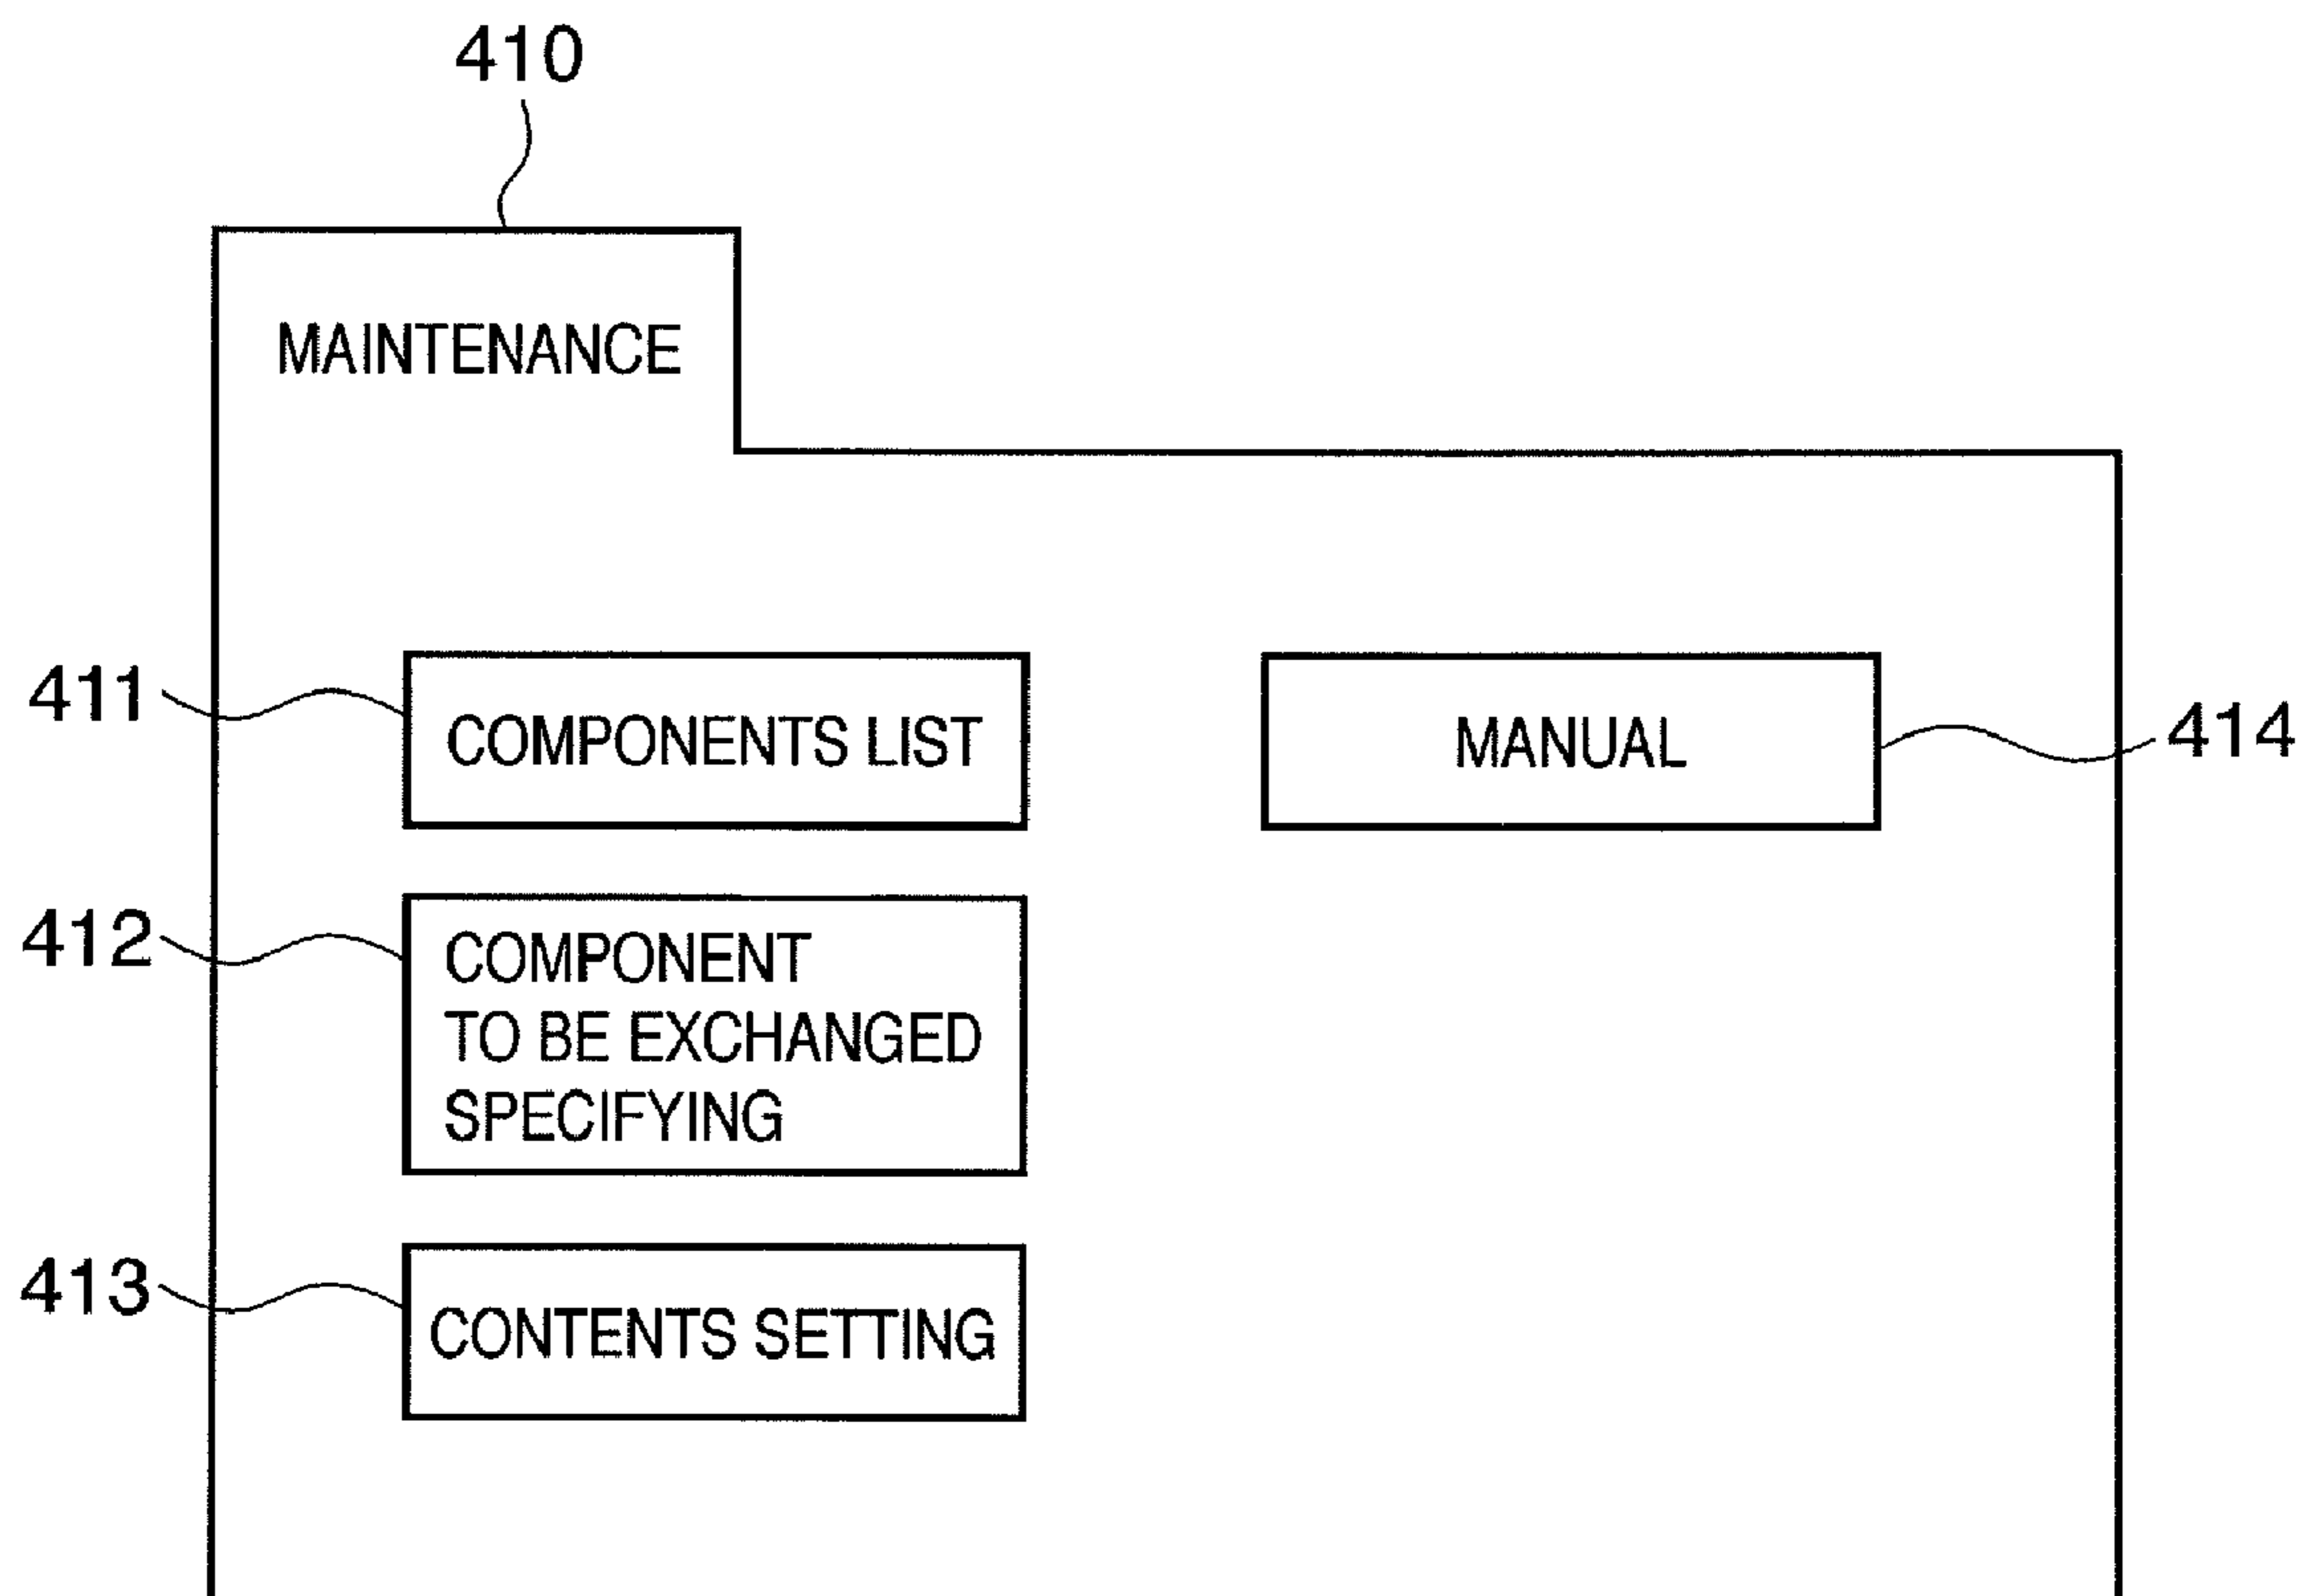 410
MAINTENANCE
411
COMPONENTS LIST
MANUAL
414
412
COMPONENT
TO BE EXCHANGED
SPECIFYING
413
CONTENTS SETTING